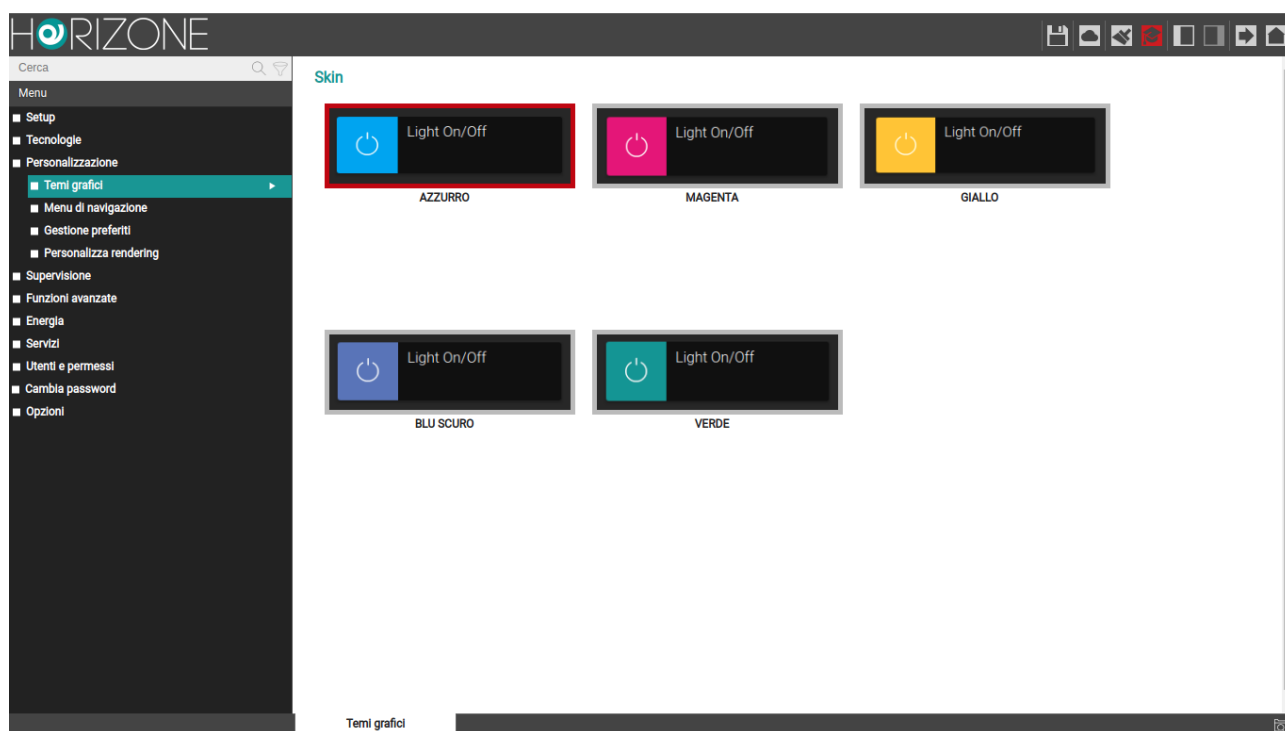 HORIZONE
Cerca
Menu
Setup
Tecnologie
Personalizzazione
Temi grafici
Menu di navigazione
Gestione preferiti
Personalizza rendering
Supervisione
Funzioni avanzate
Energia
Servizi
Utenti e permessi
Cambia password
Opzioni
Skin
Light On/Off
AZZURRO
Light On/Off
MAGENTA
Light On/Off
GIALLO
Light On/Off
BLU SCURO
Light On/Off
VERDE
Temi grafici